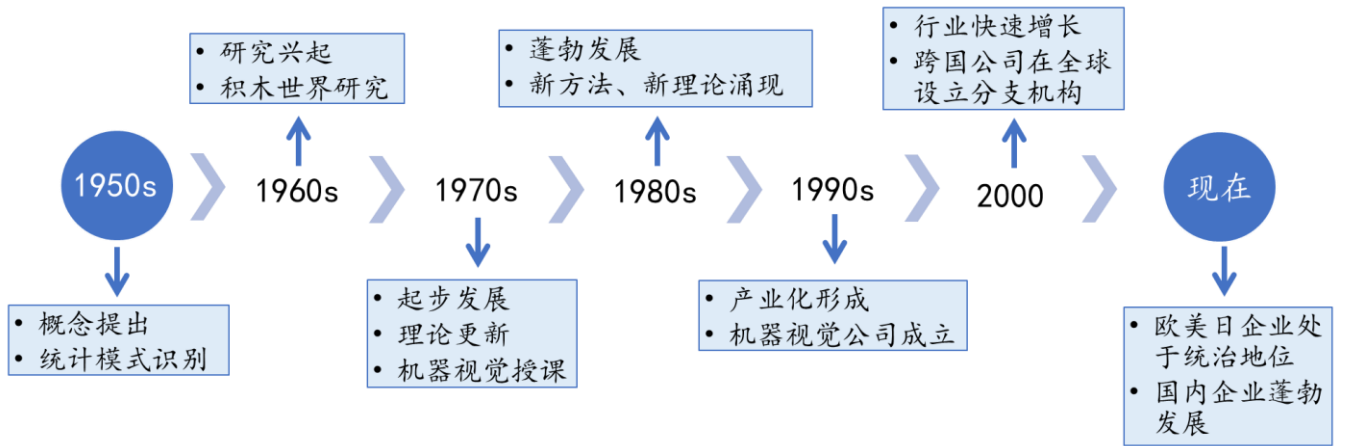 1950s
• 概念提出
• 统计模式识别
1960s
• 研究兴起
• 积木世界研究
1970s
• 起步发展
• 理论更新
• 机器视觉授课
1980s
• 蓬勃发展
• 新方法、新理论涌现
1990s
• 产业化形成
• 机器视觉公司成立
2000
• 行业快速增长
• 跨国公司在全球
设立分支机构
现在
• 欧美日企业处
于统治地位
• 国内企业蓬勃
发展